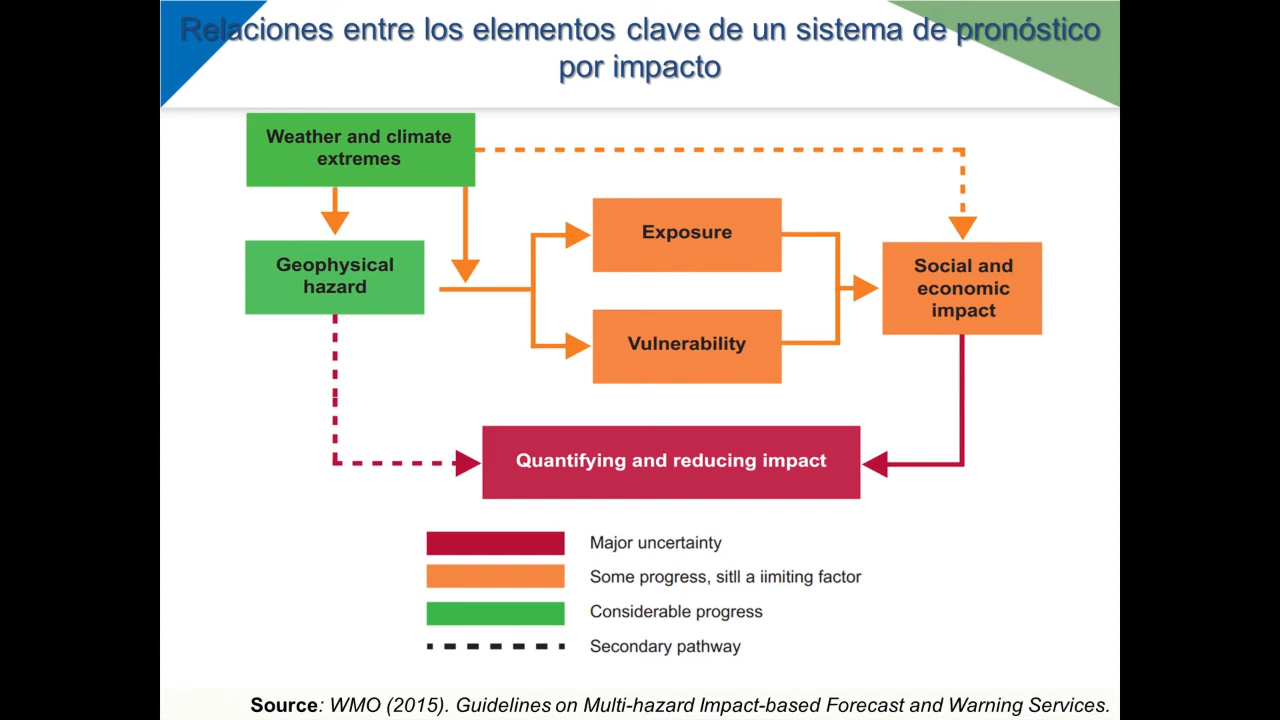 Relaciones entre los elementos clave de un sistema de pronóstico
por impacto
Weather and climate
extremes
Exposure
Geophysical
hazard
Social and
economic
impact
Vulnerability
Quantifying and reducing impact
Major uncertainty
Some progress, sitll a iimiting factor
Considerable progress
Secondary pathway
Source: WMO (2015). Guidelines on Multi-hazard Impact-based Forecast and Warning Services.